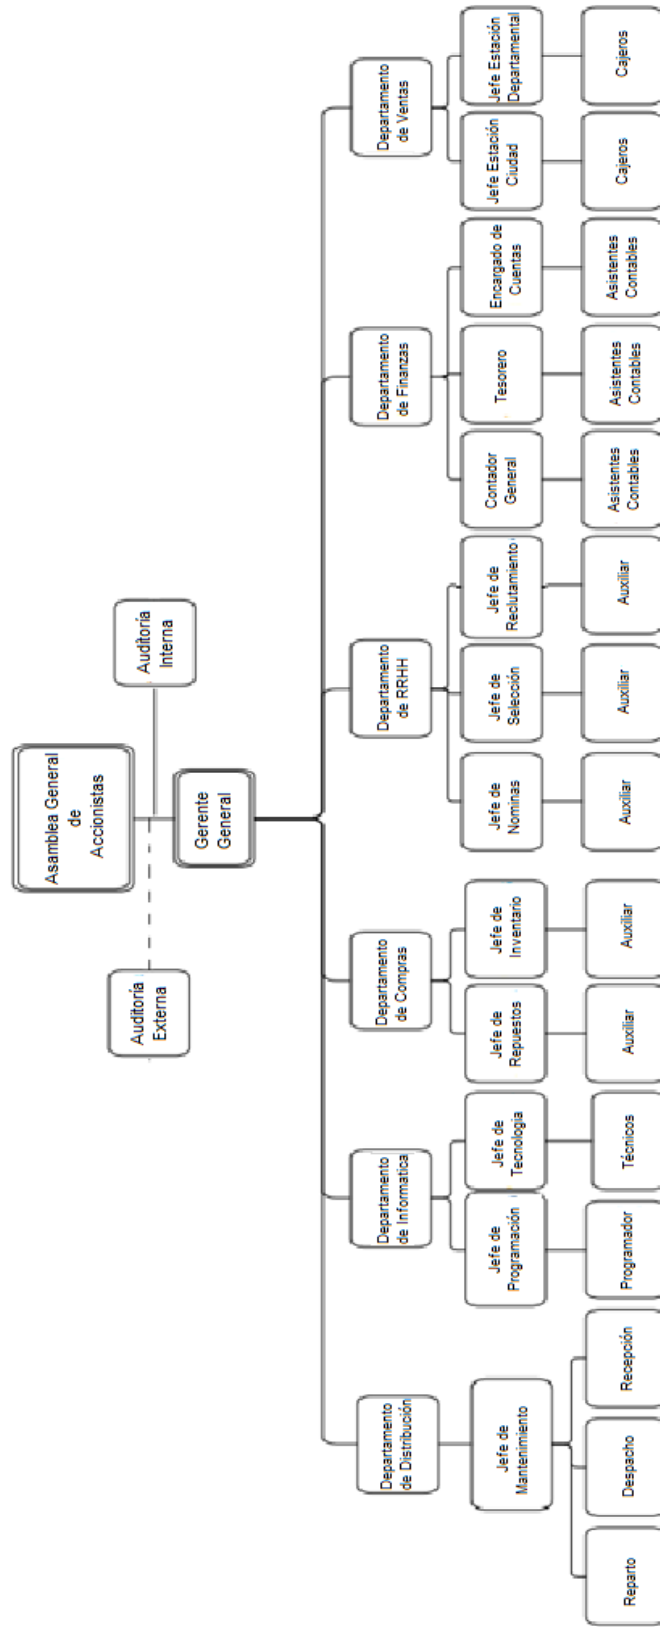 Asamblea General
de
Accionistas
Auditoría
Externa
Auditoría
Interna
Gerente
General
Departamento
de Distribución
Departamento
de Informatica
Departamento
de Compras
Departamento
de RRHH
Departamento
de Finanzas
Departamento
de Ventas
Jefe de
Mantenimiento
Jefe de
Programación
Jefe de
Tecnologia
Jefe de
Repuestos
Jefe de
Inventario
Jefe de
Nominas
Jefe de
Selección
Jefe de
Reclutamiento
Contador
General
Tesorero
Encargado de
Cuentas
Jefe Estación
Ciudad
Jefe Estación
Departamental
Reparto
Despacho
Recepción
Programador
Técnicos
Auxiliar
Auxiliar
Auxiliar
Auxiliar
Auxiliar
Asistentes
Contables
Asistentes
Contables
Asistentes
Contables
Cajeros
Cajeros